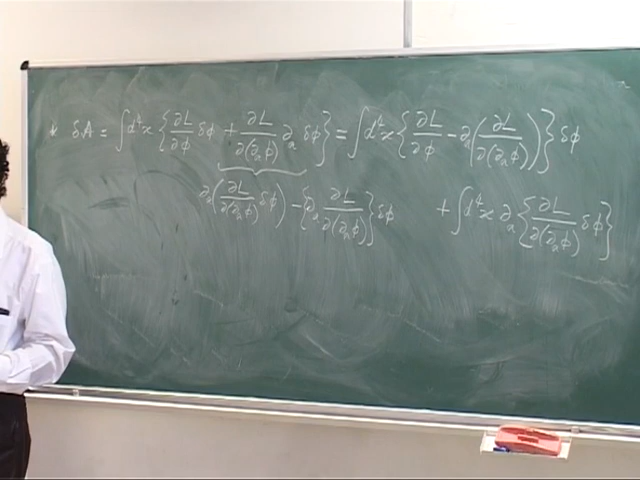 * δA = ∫d⁴x {∂L/∂φ δφ + ∂L/∂(∂ₐφ) ∂ₐ δφ} = ∫d⁴x {∂L/∂φ - ∂ₐ(∂L/∂(∂ₐφ))} δφ
∂ₐ(∂L/∂(∂ₐφ) δφ) - {∂ₐ ∂L/∂(∂ₐφ)} δφ + ∫d⁴x ∂ₐ {∂L/∂(∂ₐφ) δφ}